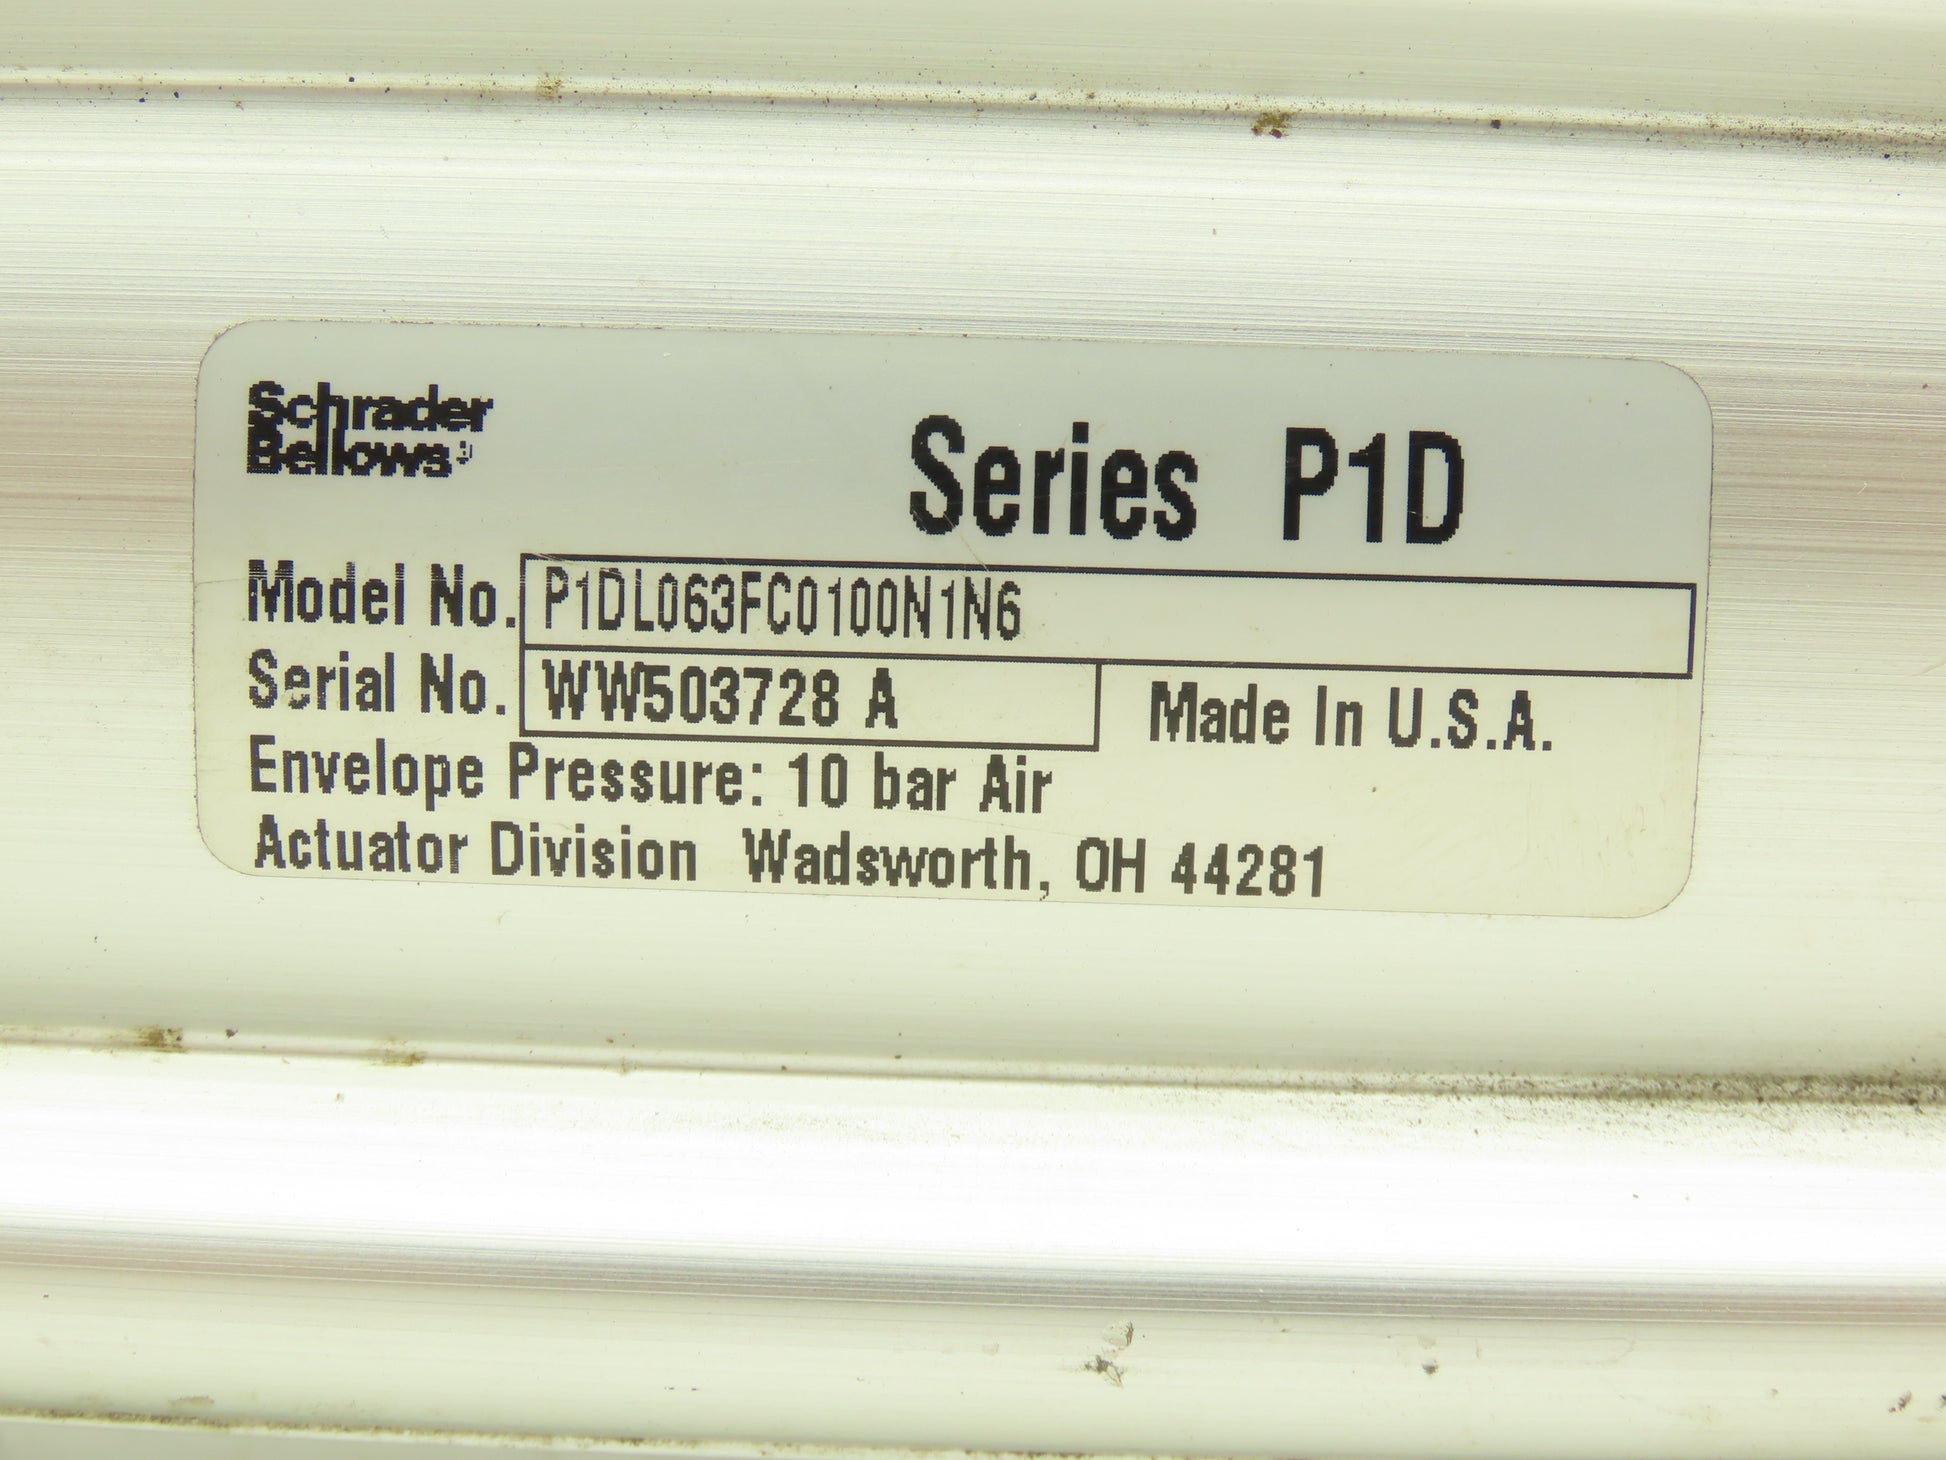 Schrader
Bellows
Series P1D
Model No. P1DL063FC0100N1N6
Serial No. WW503728 A Made In U.S.A.
Envelope Pressure: 10 bar Air
Actuator Division Wadsworth, OH 44281